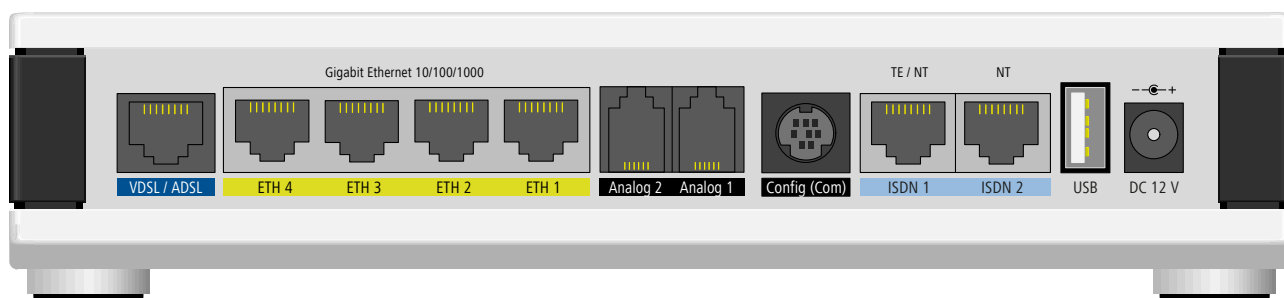 Gigabit Ethernet 10/100/1000
TE / NT
NT
VDSL / ADSL
ETH 4
ETH 3
ETH 2
ETH 1
Analog 2
Analog 1
Config (Com)
ISDN 1
ISDN 2
USB
DC 12 V